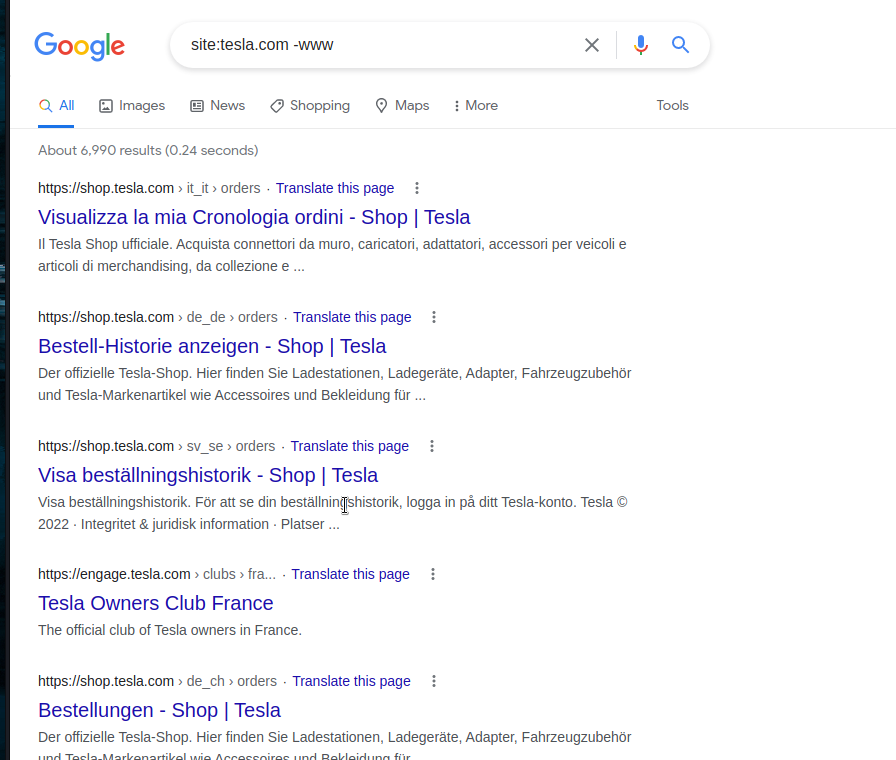 Google
site:tesla.com -www
All Images News Shopping Maps More Tools
About 6,990 results (0.24 seconds)
https://shop.tesla.com › it_it › orders · Translate this page
Visualizza la mia Cronologia ordini - Shop | Tesla
Il Tesla Shop ufficiale. Acquista connettori da muro, caricatori, adattatori, accessori per veicoli e
articoli di merchandising, da collezione e ...
https://shop.tesla.com › de_de › orders · Translate this page
Bestell-Historie anzeigen - Shop | Tesla
Der offizielle Tesla-Shop. Hier finden Sie Ladestationen, Ladegeräte, Adapter, Fahrzeugzubehör
und Tesla-Markenartikel wie Accessoires und Bekleidung für ...
https://shop.tesla.com › sv_se › orders · Translate this page
Visa beställningshistorik - Shop | Tesla
Visa beställningshistorik. För att se din beställningshistorik, logga in på ditt Tesla-konto. Tesla ©
2022 · Integritet & juridisk information · Platser ...
https://engage.tesla.com › clubs › fra... · Translate this page
Tesla Owners Club France
The official club of Tesla owners in France.
https://shop.tesla.com › de_ch › orders · Translate this page
Bestellungen - Shop | Tesla
Der offizielle Tesla-Shop. Hier finden Sie Ladestationen, Ladegeräte, Adapter, Fahrzeugzubehör
und Tesla-Markenartikel wie Accessoires und Bekleidung für